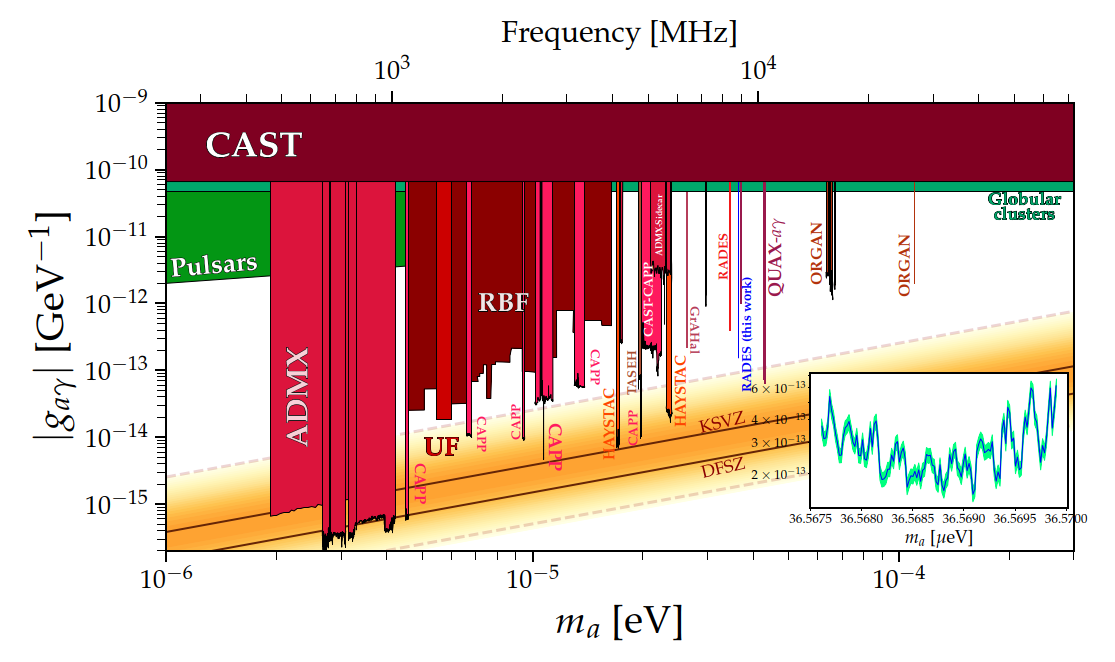 Frequency [MHz]
10³ 10⁴
10⁻⁹
10⁻¹⁰
10⁻¹¹
10⁻¹²
10⁻¹³
10⁻¹⁴
10⁻¹⁵
|g_{aγ}| [GeV⁻¹]
CAST
Globular
clusters
Pulsars
ADMX
RBF
UF
CAPP
CAPP
CAPP
CAPP
CAPP
HAYSTAC
TASEH
CAPP
CAST-CAPP
ADMX-Sidecar
HAYSTAC
GrAHal
RADES
RADES (this work)
QUAX-aγ
ORGAN
ORGAN
KSVZ
DFSZ
6 × 10⁻¹³
4 × 10⁻¹³
3 × 10⁻¹³
2 × 10⁻¹³
36.5675 36.5680 36.5685 36.5690 36.5695 36.5700
mₐ [μeV]
10⁻⁶ 10⁻⁵ 10⁻⁴
mₐ [eV]